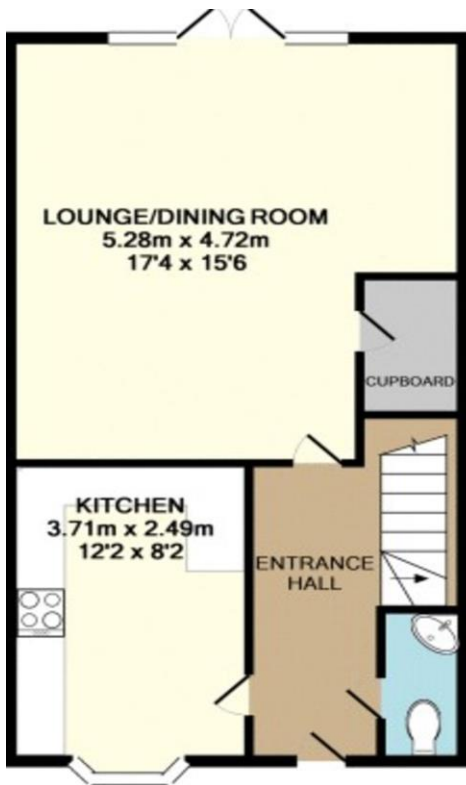 LOUNGE/DINING ROOM
5.28m x 4.72m
17'4 x 15'6
CUPBOARD
KITCHEN
3.71m x 2.49m
12'2 x 8'2
ENTRANCE
HALL